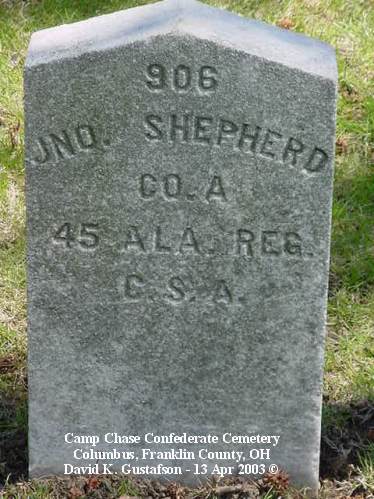 906
JNO. SHEPHERD
CO. A
45 ALA. REG.
C. S. A.
Camp Chase Confederate Cemetery
Columbus, Franklin County, OH
David K. Gustafson - 13 Apr 2003 ©